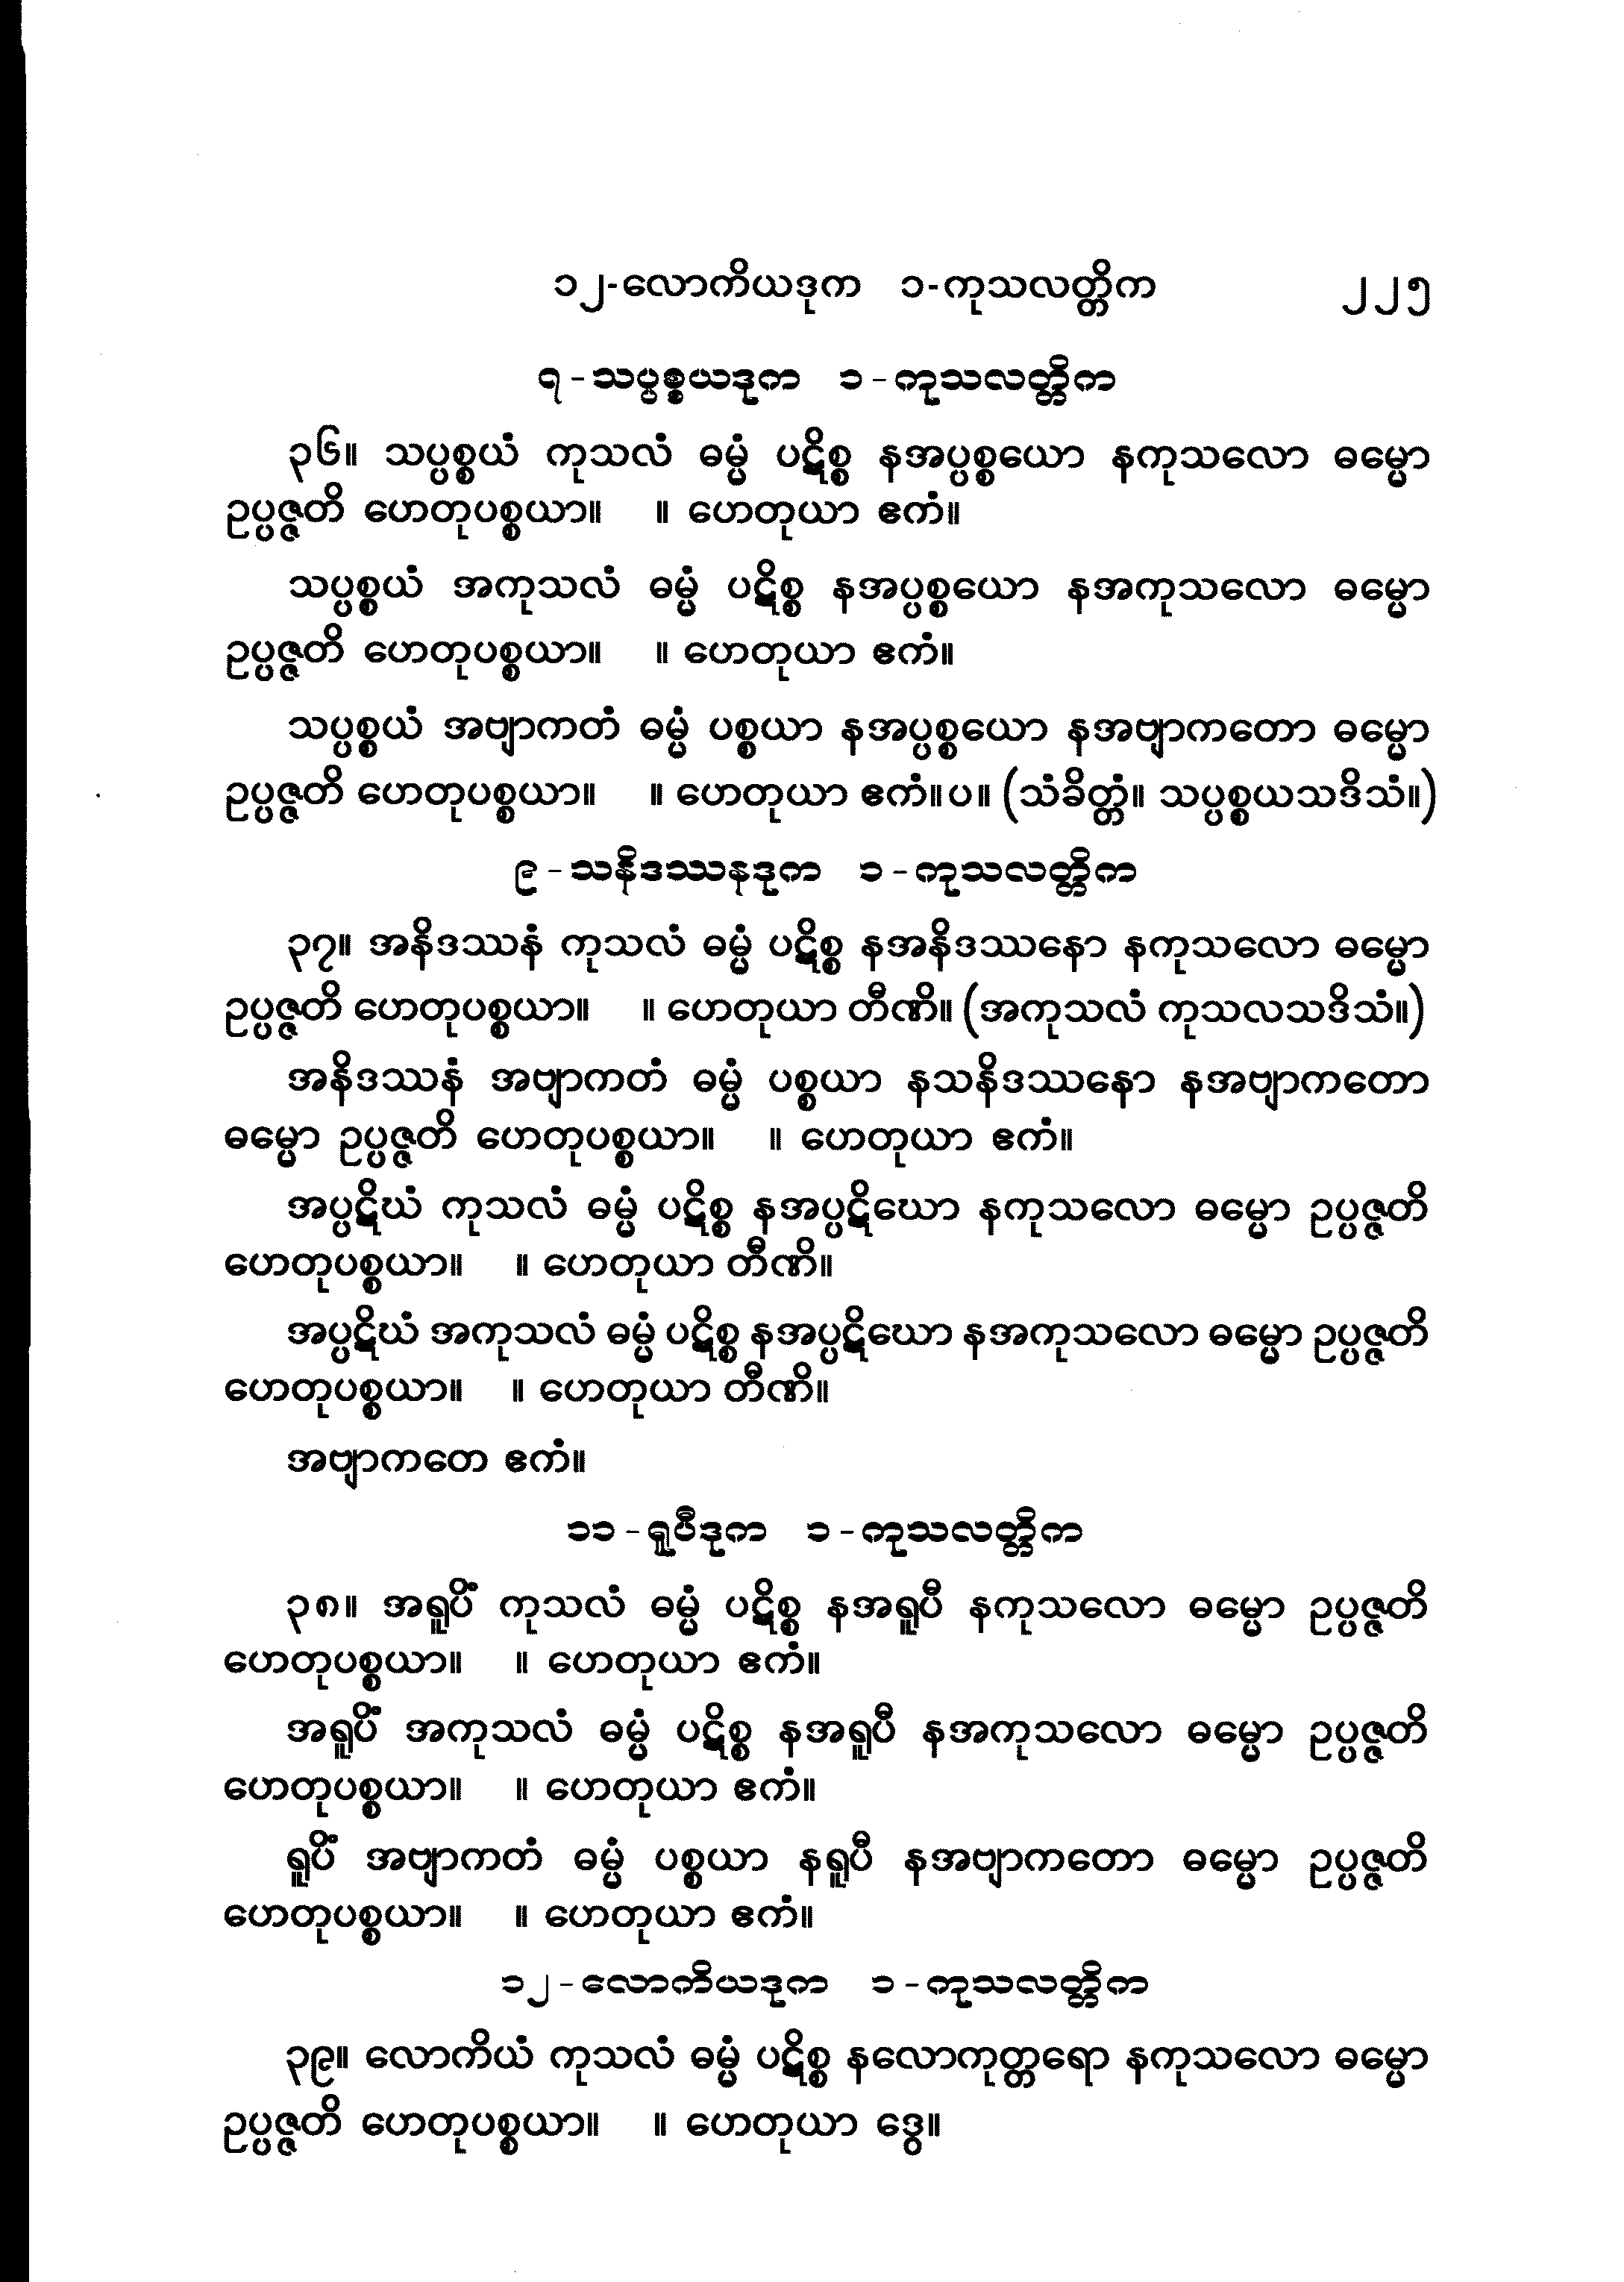 ၁၂-လောကိယဒုက ၁-ကုသလတ္တိက ၂၂၅
ရ-သပ္ပစ္စယဒုက ၁-ကုသလတ္တိက
၃၆။ သပ္ပစ္စယံ ကုသလံ ဓမ္မံ ပဋိစ္စ နအပ္ပစ္စယော နကုသလော ဓမ္မော
ဥပ္ပဇ္ဇတိ ဟေတုပစ္စယာ။ ။ ဟေတုယာ ဧကံ။
သပ္ပစ္စယံ အကုသလံ ဓမ္မံ ပဋိစ္စ နအပ္ပစ္စယော နအကုသလော ဓမ္မော
ဥပ္ပဇ္ဇတိ ဟေတုပစ္စယာ။ ။ ဟေတုယာ ဧကံ။
သပ္ပစ္စယံ အဗျာကတံ ဓမ္မံ ပစ္စယာ နအပ္ပစ္စယော နအဗျာကတော ဓမ္မော
ဥပ္ပဇ္ဇတိ ဟေတုပစ္စယာ။ ။ ဟေတုယာ ဧကံ။ပ။ (သံခိတ္တံ။ သပ္ပစ္စယသဒိသံ။)
၉-သနိဒဿနဒုက ၁-ကုသလတ္တိက
၃၇။ အနိဒဿနံ ကုသလံ ဓမ္မံ ပဋိစ္စ နအနိဒဿနော နကုသလော ဓမ္မော
ဥပ္ပဇ္ဇတိ ဟေတုပစ္စယာ။ ။ ဟေတုယာ တီဏိ။ (အကုသလံ ကုသလသဒိသံ။)
အနိဒဿနံ အဗျာကတံ ဓမ္မံ ပစ္စယာ နသနိဒဿနော နအဗျာကတော
ဓမ္မော ဥပ္ပဇ္ဇတိ ဟေတုပစ္စယာ။ ။ ဟေတုယာ ဧကံ။
အပ္ပဋိဃံ ကုသလံ ဓမ္မံ ပဋိစ္စ နအပ္ပဋိဃော နကုသလော ဓမ္မော ဥပ္ပဇ္ဇတိ
ဟေတုပစ္စယာ။ ။ ဟေတုယာ တီဏိ။
အပ္ပဋိဃံ အကုသလံ ဓမ္မံ ပဋိစ္စ နအပ္ပဋိဃော နအကုသလော ဓမ္မော ဥပ္ပဇ္ဇတိ
ဟေတုပစ္စယာ။ ။ ဟေတုယာ တီဏိ။
အဗျာကတေ ဧကံ။
၁၁-ရူပီဒုက ၁-ကုသလတ္တိက
၃၈။ အရူပိံ ကုသလံ ဓမ္မံ ပဋိစ္စ နအရူပီ နကုသလော ဓမ္မော ဥပ္ပဇ္ဇတိ
ဟေတုပစ္စယာ။ ။ ဟေတုယာ ဧကံ။
အရူပိံ အကုသလံ ဓမ္မံ ပဋိစ္စ နအရူပီ နအကုသလော ဓမ္မော ဥပ္ပဇ္ဇတိ
ဟေတုပစ္စယာ။ ။ ဟေတုယာ ဧကံ။
ရူပိံ အဗျာကတံ ဓမ္မံ ပစ္စယာ နရူပီ နအဗျာကတော ဓမ္မော ဥပ္ပဇ္ဇတိ
ဟေတုပစ္စယာ။ ။ ဟေတုယာ ဧကံ။
၁၂-လောကိယဒုက ၁-ကုသလတ္တိက
၃၉။ လောကိယံ ကုသလံ ဓမ္မံ ပဋိစ္စ နလောကုတ္တရော နကုသလော ဓမ္မော
ဥပ္ပဇ္ဇတိ ဟေတုပစ္စယာ။ ။ ဟေတုယာ ဒွေ။